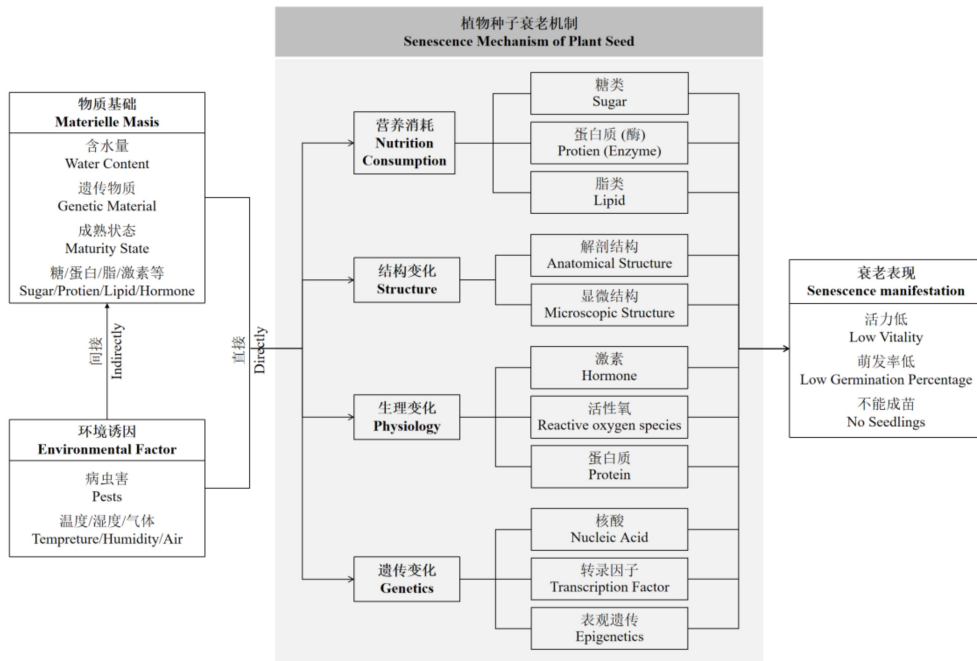 植物种子衰老机制
Senescence Mechanism of Plant Seed
物质基础
Materielle Masis
含水量
Water Content
遗传物质
Genetic Material
成熟状态
Maturity State
糖/蛋白/脂/激素等
Sugar/Protien/Lipid/Hormone
间接
Indirectly
环境诱因
Environmental Factor
病虫害
Pests
温度/湿度/气体
Tempreture/Humidity/Air
直接
Directly
营养消耗
Nutrition
Consumption
糖类
Sugar
蛋白质 (酶)
Protien (Enzyme)
脂类
Lipid
结构变化
Structure
解剖结构
Anatomical Structure
显微结构
Microscopic Structure
生理变化
Physiology
激素
Hormone
活性氧
Reactive oxygen species
蛋白质
Protein
遗传变化
Genetics
核酸
Nucleic Acid
转录因子
Transcription Factor
表观遗传
Epigenetics
衰老表现
Senescence manifestation
活力低
Low Vitality
萌发率低
Low Germination Percentage
不能成苗
No Seedlings